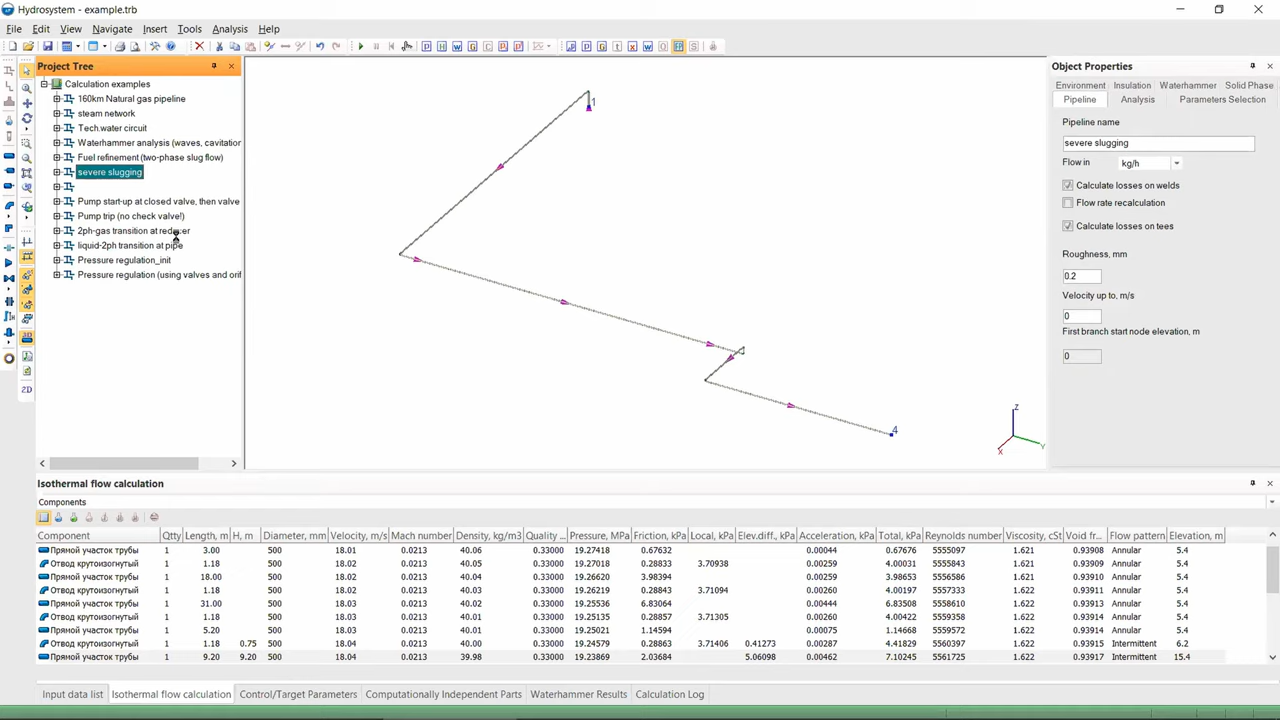 Hydrosystem - example.trb
File Edit View Navigate Insert Tools Analysis Help
Project Tree
Calculation examples
160km Natural gas pipeline
steam network
Tech.water circuit
Waterhammer analysis (waves, cavitation
Fuel refinement (two-phase slug flow)
severe slugging
Pump start-up at closed valve, then valve
Pump trip (no check valve!)
2ph-gas transition at reducer
liquid-2ph transition at pipe
Pressure regulation_init
Pressure regulation (using valves and orif
1
4
Z
Y
X
2D
Object Properties
Environment Insulation Waterhammer Solid Phase
Pipeline Analysis Parameters Selection
Pipeline name
severe slugging
Flow in kg/h
Calculate losses on welds
Flow rate recalculation
Calculate losses on tees
Roughness, mm
0.2
Velocity up to, m/s
0
First branch start node elevation, m
0
Isothermal flow calculation
Components
Component Qtty Length, m H, m Diameter, mm Velocity, m/s Mach number Density, kg/m3 Quality ... Pressure, MPa Friction, kPa Local, kPa Elev.diff., kPa Acceleration, kPa Total, kPa Reynolds number Viscosity, cSt Void fr... Flow pattern Elevation, m
Прямой участок трубы 1 3.00 500 18.01 0.0213 40.06 0.33000 19.27418 0.67632 0.00044 0.67676 5555097 1.621 0.93908 Annular 5.4
Отвод крутоизогнутый 1 1.18 500 18.02 0.0213 40.05 0.33000 19.27350 0.28833 3.70938 0.00259 4.00031 5555843 1.621 0.93909 Annular 5.4
Прямой участок трубы 1 18.00 500 18.02 0.0213 40.04 0.33000 19.26620 3.98394 0.00259 3.98653 5556586 1.621 0.93910 Annular 5.4
Отвод крутоизогнутый 1 1.18 500 18.02 0.0213 40.03 0.33000 19.26219 0.28843 3.71094 0.00260 4.00197 5557333 1.622 0.93911 Annular 5.4
Прямой участок трубы 1 31.00 500 18.03 0.0213 40.02 0.33000 19.25536 6.83064 0.00444 6.83508 5558610 1.622 0.93913 Annular 5.4
Отвод крутоизогнутый 1 1.18 500 18.03 0.0213 40.01 0.33000 19.25135 0.28857 3.71305 0.00260 4.00422 5559358 1.622 0.93914 Annular 5.4
Прямой участок трубы 1 5.20 500 18.03 0.0213 40.01 0.33000 19.25021 1.14594 0.00075 1.14668 5559572 1.622 0.93914 Annular 5.4
Отвод крутоизогнутый 1 1.18 0.75 500 18.04 0.0213 40.00 0.33000 19.24579 0.28863 3.71406 0.41273 0.00287 4.41829 5560397 1.622 0.93915 Intermittent 6.2
Прямой участок трубы 1 9.20 9.20 500 18.04 0.0213 39.98 0.33000 19.23869 2.03684 5.06098 0.00462 7.10245 5561725 1.622 0.93917 Intermittent 15.4
Input data list Isothermal flow calculation Control/Target Parameters Computationally Independent Parts Waterhammer Results Calculation Log